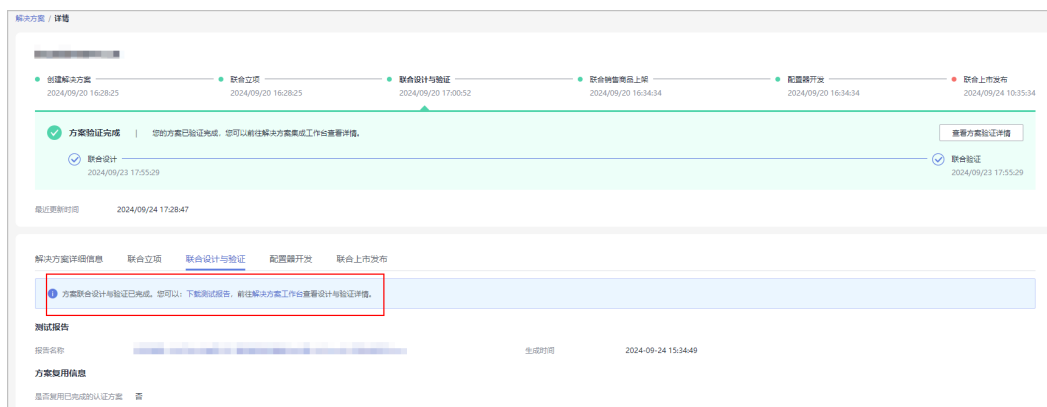 解决方案 / 详情
创建解决方案 联合立项 联合设计与验证 联合销售商品上架 配置器开发 联合上市发布
2024/09/20 16:28:25 2024/09/20 16:28:25 2024/09/20 17:00:52 2024/09/20 16:34:34 2024/09/20 16:34:34 2024/09/24 10:35:34
方案验证完成 | 您的方案已验证完成，您可以前往解决方案集成工作台查看详情。 查看方案验证详情
联合设计 联合验证
2024/09/23 17:55:29 2024/09/23 17:55:29
最近更新时间 2024/09/24 17:28:47
解决方案详细信息 联合立项 联合设计与验证 配置器开发 联合上市发布
方案联合设计与验证已完成。您可以：下载测试报告，前往解决方案工作台查看设计与验证详情。
测试报告
报告名称 生成时间 2024-09-24 15:34:49
方案复用信息
是否复用已完成的认证方案 否